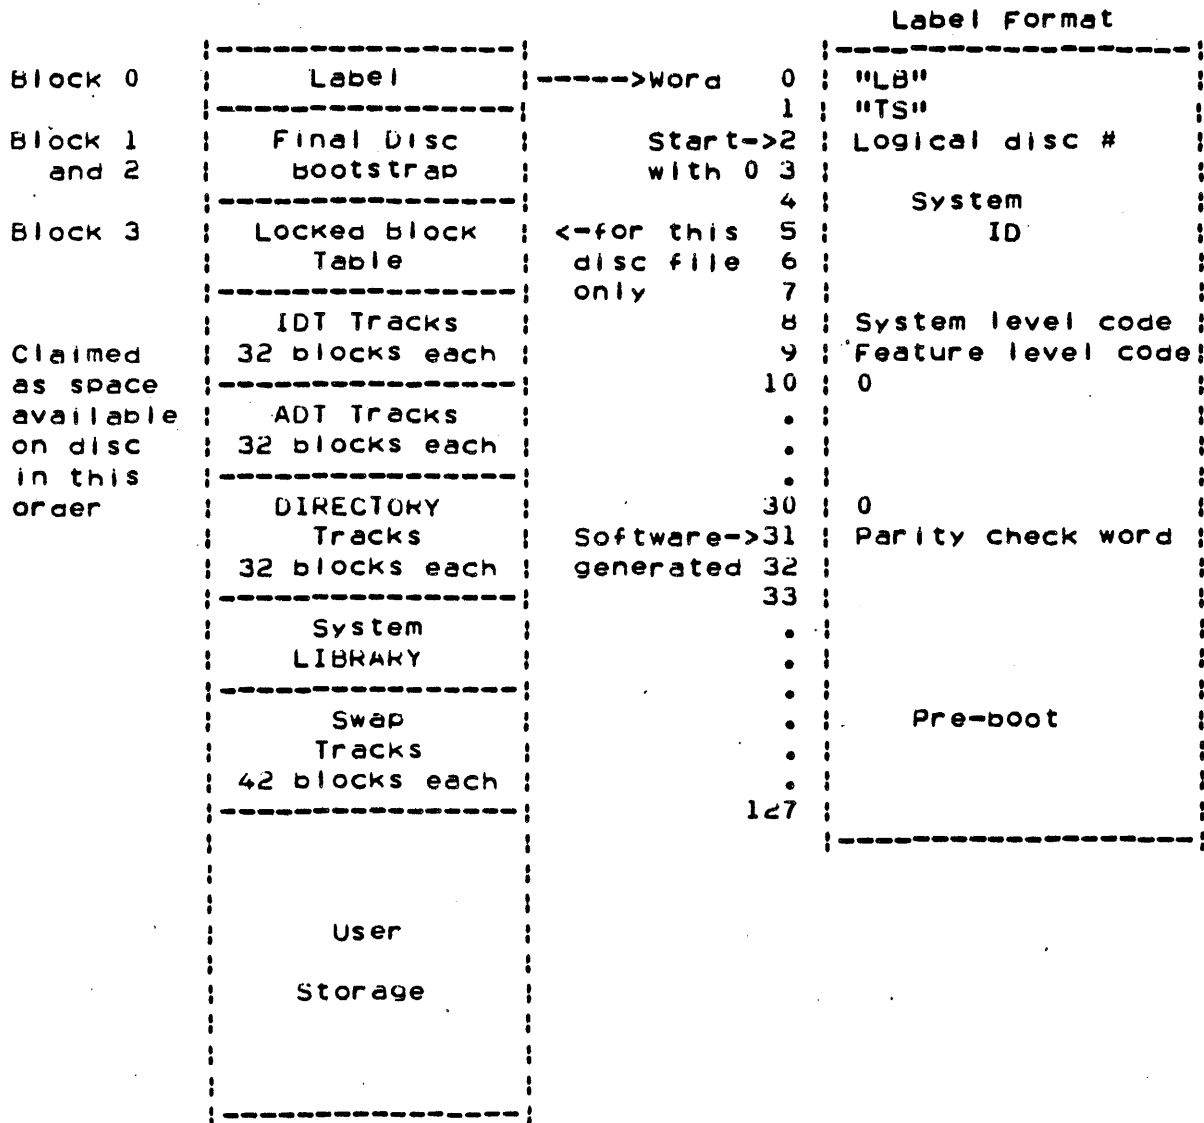 Label Format
Block 0 Label ----->Word 0 "LB"
1 "TS"
Block 1 Final Disc Start->2 Logical disc #
and 2 bootstrap with 0 3
4 System
Block 3 Locked block <-for this 5 ID
Table disc file 6
only 7
IDT Tracks 8 System level code
Claimed 32 blocks each 9 Feature level code
as space 10 0
available ADT Tracks .
on disc 32 blocks each .
in this .
order DIRECTORY 30 0
Tracks Software->31 Parity check word
32 blocks each generated 32
33
System .
LIBRARY .
.
Swap . Pre-boot
Tracks .
42 blocks each .
127
User
Storage